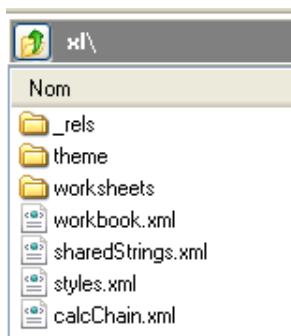 xl\
Nom
_rels
theme
worksheets
workbook.xml
sharedStrings.xml
styles.xml
calcChain.xml